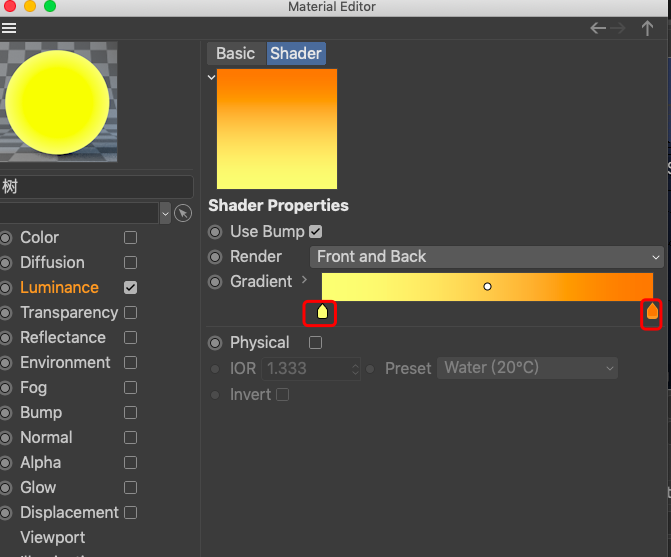 Material Editor
Basic Shader
树
Shader Properties
Use Bump
Render Front and Back
Gradient
Physical
IOR 1.333 Preset Water (20°C)
Invert
Color
Diffusion
Luminance
Transparency
Reflectance
Environment
Fog
Bump
Normal
Alpha
Glow
Displacement
Viewport